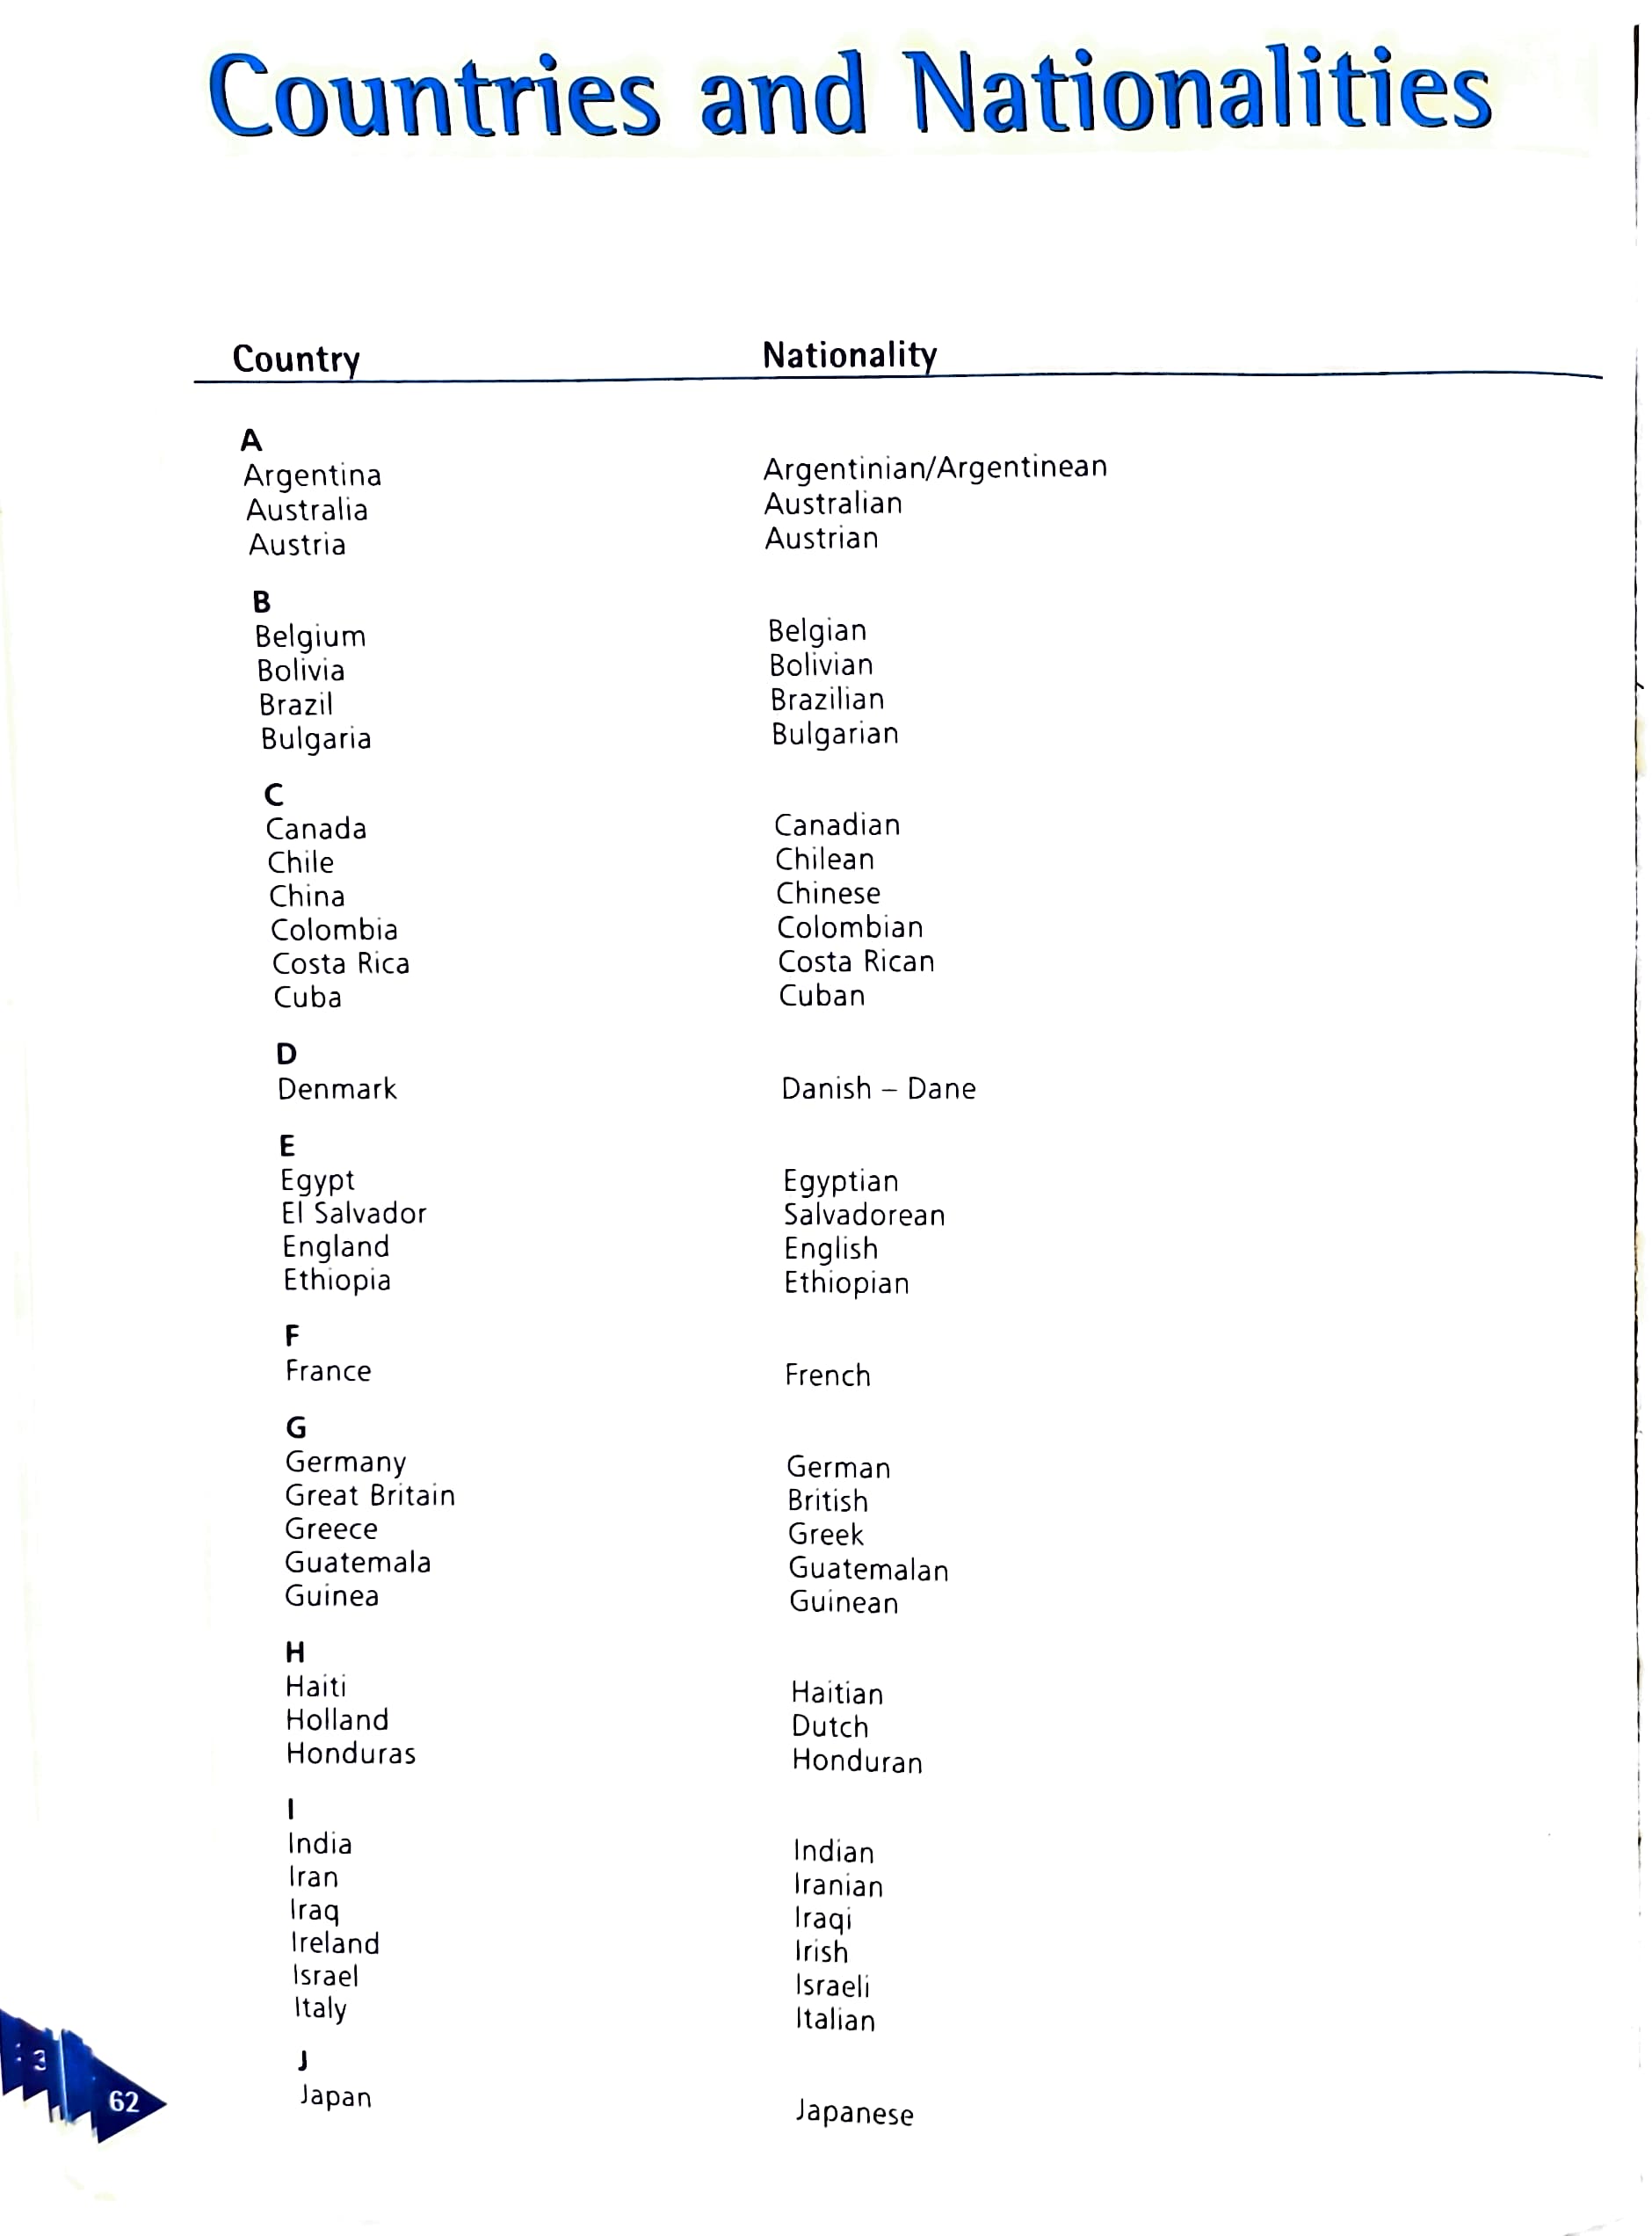 Countries and Nationalities
Country Nationality
A
Argentina Argentinian/Argentinean
Australia Australian
Austria Austrian
B
Belgium Belgian
Bolivia Bolivian
Brazil Brazilian
Bulgaria Bulgarian
C
Canada Canadian
Chile Chilean
China Chinese
Colombia Colombian
Costa Rica Costa Rican
Cuba Cuban
D
Denmark Danish – Dane
E
Egypt Egyptian
El Salvador Salvadorean
England English
Ethiopia Ethiopian
F
France French
G
Germany German
Great Britain British
Greece Greek
Guatemala Guatemalan
Guinea Guinean
H
Haiti Haitian
Holland Dutch
Honduras Honduran
I
India Indian
Iran Iranian
Iraq Iraqi
Ireland Irish
Israel Israeli
Italy Italian
J
Japan Japanese
62